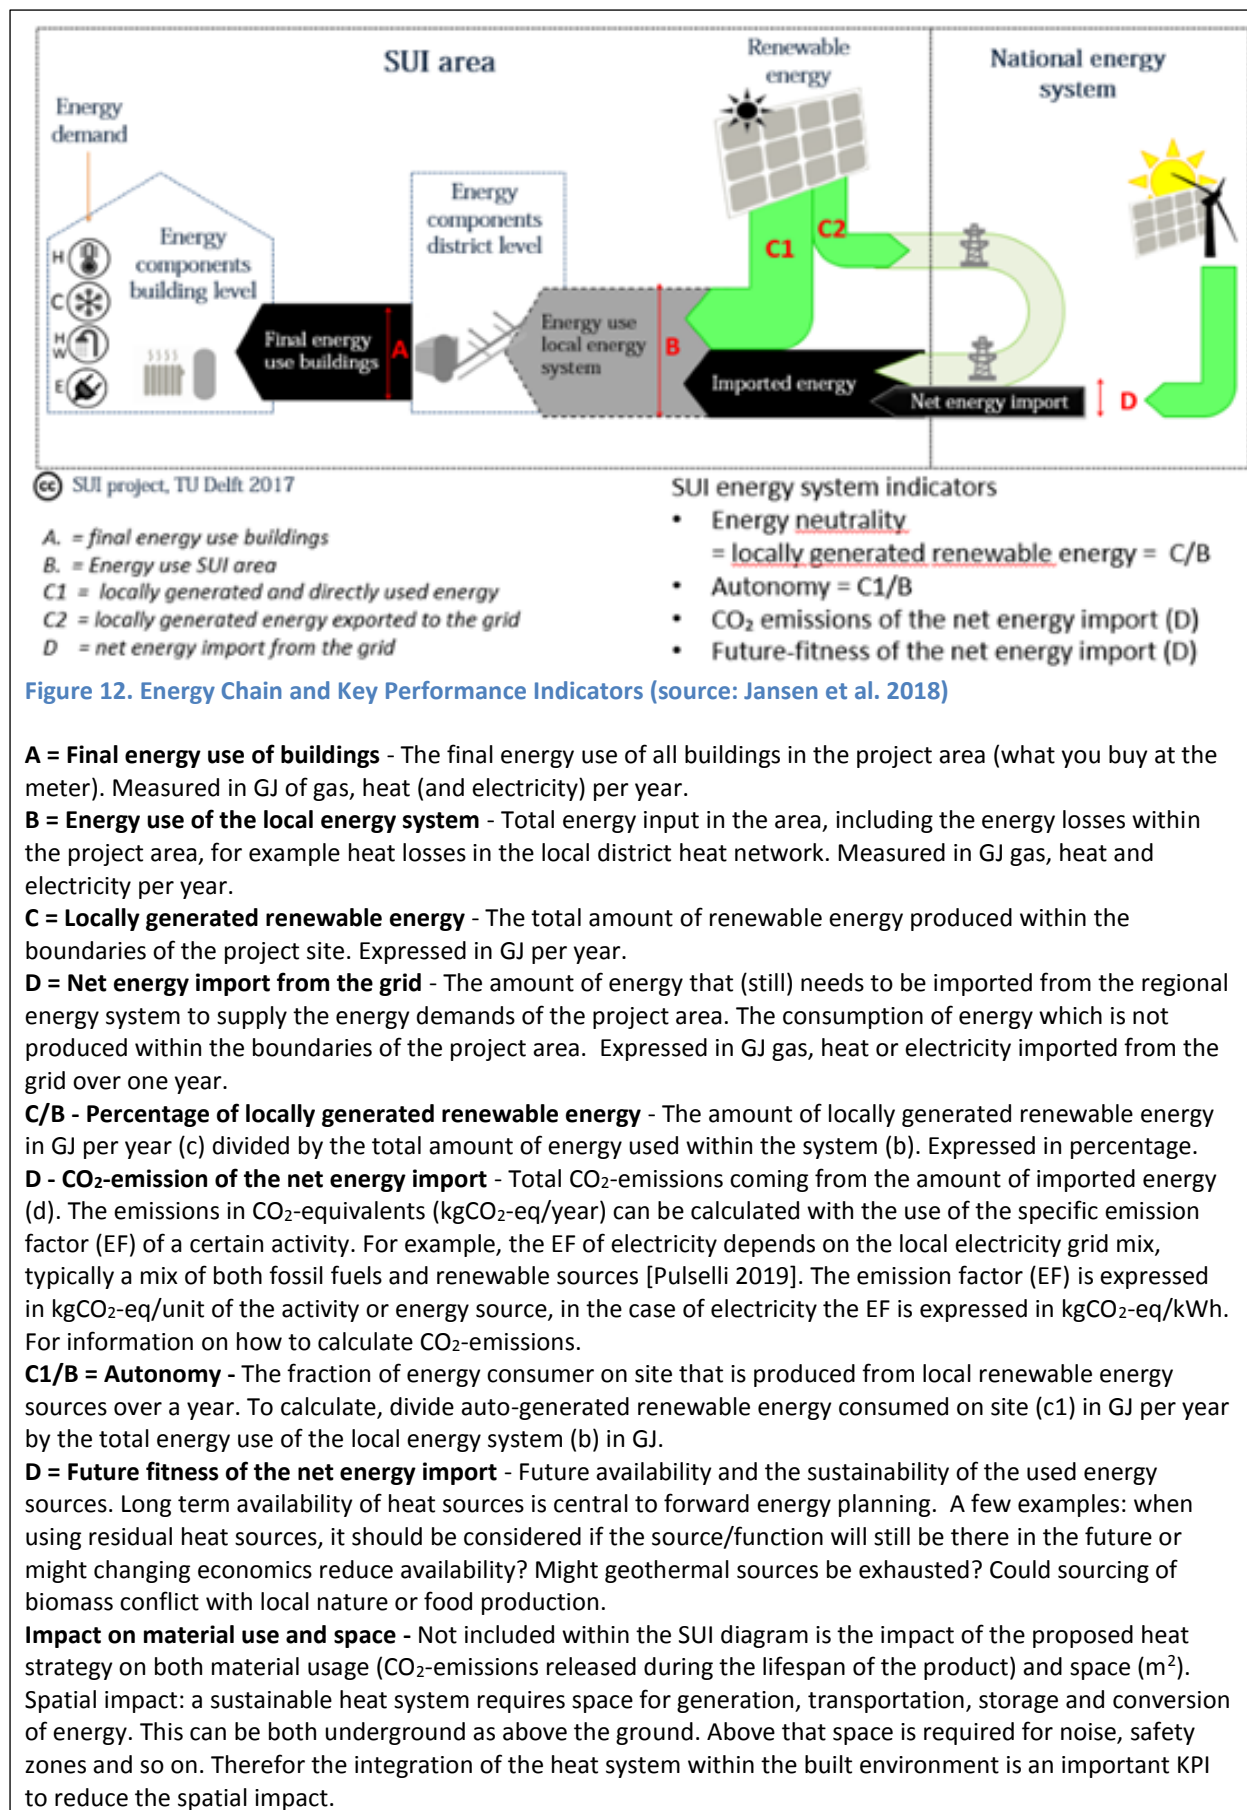 SUI area
Renewable
energy
National energy
system
Energy
demand
Energy
components
district level
Energy
components
building level
H
C
H
W
E
C1
C2
Final energy
use buildings
A
Energy use
local energy
system
B
Imported energy
Net energy import
D
cc SUI project, TU Delft 2017
A. = final energy use buildings
B. = Energy use SUI area
C1 = locally generated and directly used energy
C2 = locally generated energy exported to the grid
D = net energy import from the grid
SUI energy system indicators
• Energy neutrality
= locally generated renewable energy = C/B
• Autonomy = C1/B
• CO₂ emissions of the net energy import (D)
• Future-fitness of the net energy import (D)
Figure 12. Energy Chain and Key Performance Indicators (source: Jansen et al. 2018)
A = Final energy use of buildings - The final energy use of all buildings in the project area (what you buy at the
meter). Measured in GJ of gas, heat (and electricity) per year.
B = Energy use of the local energy system - Total energy input in the area, including the energy losses within
the project area, for example heat losses in the local district heat network. Measured in GJ gas, heat and
electricity per year.
C = Locally generated renewable energy - The total amount of renewable energy produced within the
boundaries of the project site. Expressed in GJ per year.
D = Net energy import from the grid - The amount of energy that (still) needs to be imported from the regional
energy system to supply the energy demands of the project area. The consumption of energy which is not
produced within the boundaries of the project area.  Expressed in GJ gas, heat or electricity imported from the
grid over one year.
C/B - Percentage of locally generated renewable energy - The amount of locally generated renewable energy
in GJ per year (c) divided by the total amount of energy used within the system (b). Expressed in percentage.
D - CO₂-emission of the net energy import - Total CO₂-emissions coming from the amount of imported energy
(d). The emissions in CO₂-equivalents (kgCO₂-eq/year) can be calculated with the use of the specific emission
factor (EF) of a certain activity. For example, the EF of electricity depends on the local electricity grid mix,
typically a mix of both fossil fuels and renewable sources [Pulselli 2019]. The emission factor (EF) is expressed
in kgCO₂-eq/unit of the activity or energy source, in the case of electricity the EF is expressed in kgCO₂-eq/kWh.
For information on how to calculate CO₂-emissions.
C1/B = Autonomy - The fraction of energy consumer on site that is produced from local renewable energy
sources over a year. To calculate, divide auto-generated renewable energy consumed on site (c1) in GJ per year
by the total energy use of the local energy system (b) in GJ.
D = Future fitness of the net energy import - Future availability and the sustainability of the used energy
sources. Long term availability of heat sources is central to forward energy planning.  A few examples: when
using residual heat sources, it should be considered if the source/function will still be there in the future or
might changing economics reduce availability? Might geothermal sources be exhausted? Could sourcing of
biomass conflict with local nature or food production.
Impact on material use and space - Not included within the SUI diagram is the impact of the proposed heat
strategy on both material usage (CO₂-emissions released during the lifespan of the product) and space (m²).
Spatial impact: a sustainable heat system requires space for generation, transportation, storage and conversion
of energy. This can be both underground as above the ground. Above that space is required for noise, safety
zones and so on. Therefor the integration of the heat system within the built environment is an important KPI
to reduce the spatial impact.